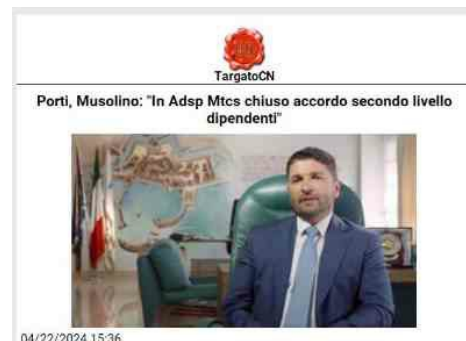 TargatoCN
Porti, Musolino: "In Adsp Mtcs chiuso accordo secondo livello
dipendenti"
04/22/2024 15:36